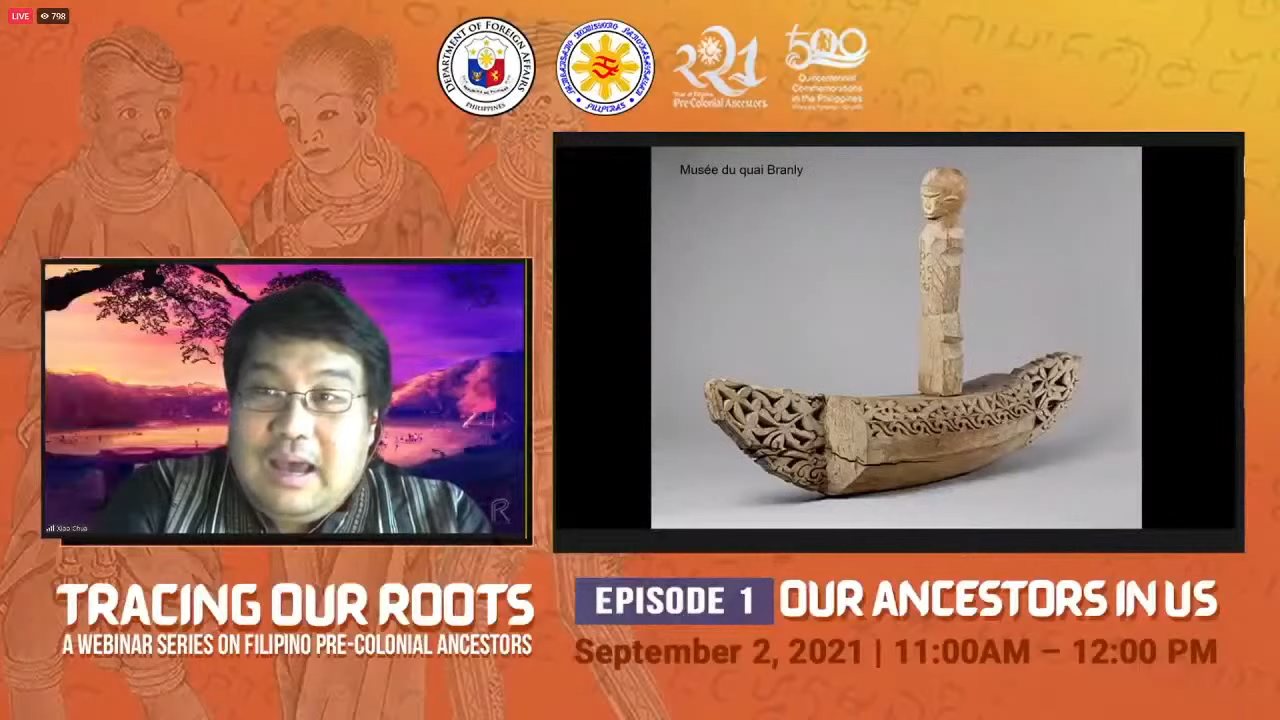 LIVE
798
DEPARTMENT OF FOREIGN AFFAIRS
PHILIPPINES
PILIPINAS
2021
Year of Filipino
Pre-Colonial Ancestors
500
Quincentennial
Commemorations
in the Philippines
Musée du quai Branly
Xiao Chua
TRACING OUR ROOTS
A WEBINAR SERIES ON FILIPINO PRE-COLONIAL ANCESTORS
EPISODE 1 OUR ANCESTORS IN US
September 2, 2021 | 11:00AM – 12:00 PM